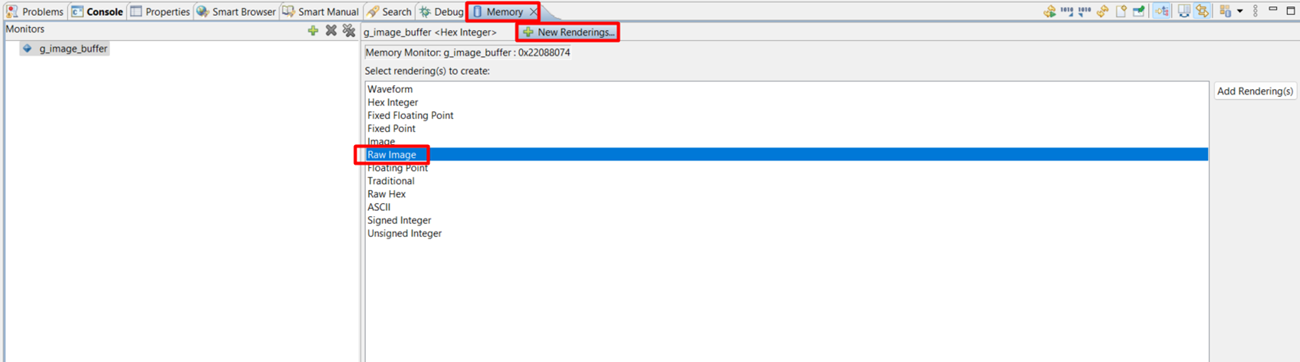 Problems Console Properties Smart Browser Smart Manual Search Debug Memory
Monitors
g_image_buffer
g_image_buffer <Hex Integer> New Renderings...
Memory Monitor: g_image_buffer : 0x22088074
Select rendering(s) to create:
Waveform
Hex Integer
Fixed Floating Point
Fixed Point
Image
Raw Image
Floating Point
Traditional
Raw Hex
ASCII
Signed Integer
Unsigned Integer
Add Rendering(s)